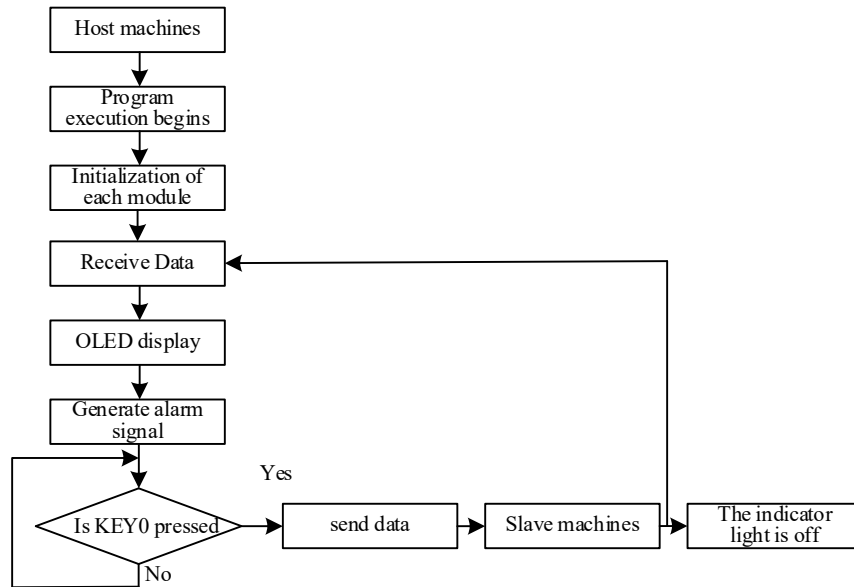 Host machines
Program
execution begins
Initialization of
each module
Receive Data
OLED display
Generate alarm
signal
Yes
Is KEY0 pressed
send data
Slave machines
The indicator
light is off
No